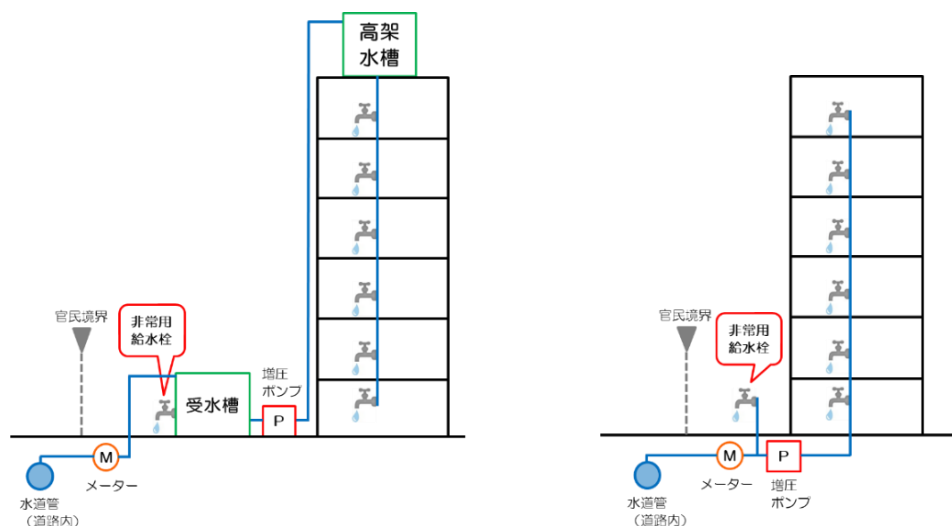 高架
水槽
官民境界
非常用
給水栓
受水槽
増圧
ポンプ
P
M
メーター
水道管
（道路内）
官民境界
非常用
給水栓
M
P
メーター
増圧
ポンプ
水道管
（道路内）